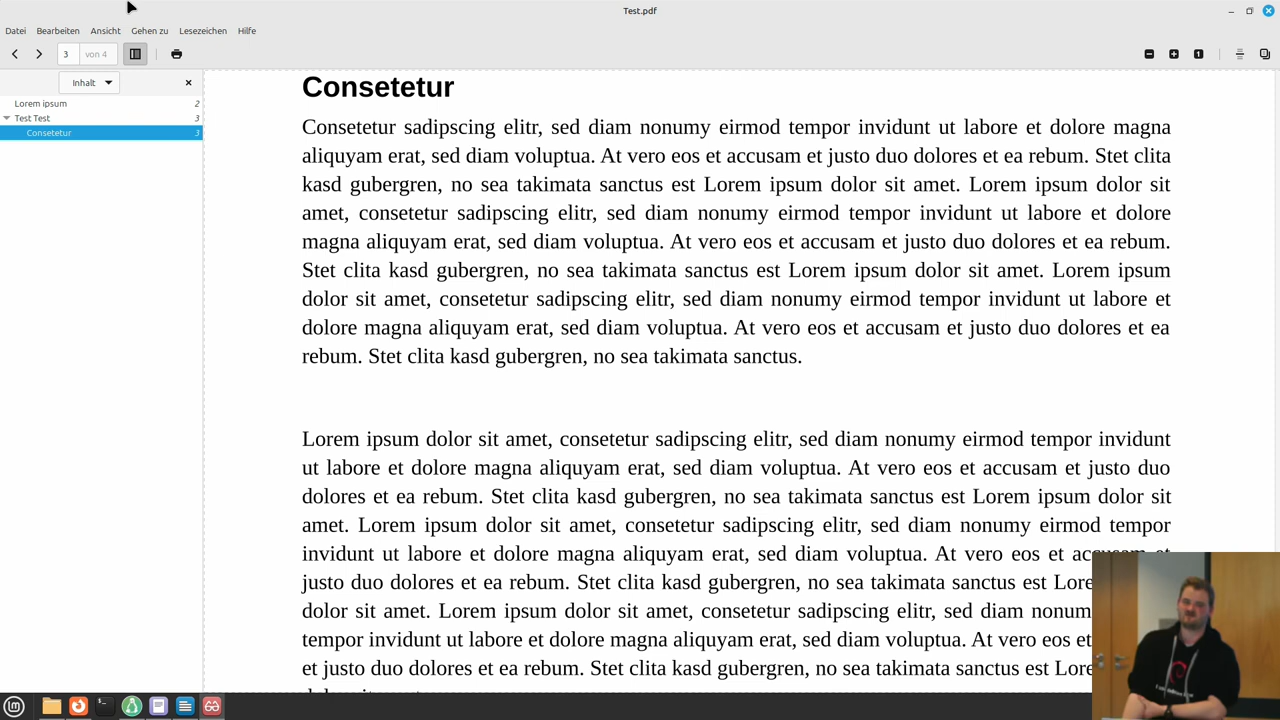 Test.pdf
Datei Bearbeiten Ansicht Gehen zu Lesezeichen Hilfe
3 von 4
Inhalt
Lorem ipsum 2
Test Test 3
Consetetur 3
Consetetur
Consetetur sadipscing elitr, sed diam nonumy eirmod tempor invidunt ut labore et dolore magna
aliquyam erat, sed diam voluptua. At vero eos et accusam et justo duo dolores et ea rebum. Stet clita
kasd gubergren, no sea takimata sanctus est Lorem ipsum dolor sit amet. Lorem ipsum dolor sit
amet, consetetur sadipscing elitr, sed diam nonumy eirmod tempor invidunt ut labore et dolore
magna aliquyam erat, sed diam voluptua. At vero eos et accusam et justo duo dolores et ea rebum.
Stet clita kasd gubergren, no sea takimata sanctus est Lorem ipsum dolor sit amet. Lorem ipsum
dolor sit amet, consetetur sadipscing elitr, sed diam nonumy eirmod tempor invidunt ut labore et
dolore magna aliquyam erat, sed diam voluptua. At vero eos et accusam et justo duo dolores et ea
rebum. Stet clita kasd gubergren, no sea takimata sanctus.
Lorem ipsum dolor sit amet, consetetur sadipscing elitr, sed diam nonumy eirmod tempor invidunt
ut labore et dolore magna aliquyam erat, sed diam voluptua. At vero eos et accusam et justo duo
dolores et ea rebum. Stet clita kasd gubergren, no sea takimata sanctus est Lorem ipsum dolor sit
amet. Lorem ipsum dolor sit amet, consetetur sadipscing elitr, sed diam nonumy eirmod tempor
invidunt ut labore et dolore magna aliquyam erat, sed diam voluptua. At vero eos et accusam et
justo duo dolores et ea rebum. Stet clita kasd gubergren, no sea takimata sanctus est Lore
dolor sit amet. Lorem ipsum dolor sit amet, consetetur sadipscing elitr, sed diam nonum
tempor invidunt ut labore et dolore magna aliquyam erat, sed diam voluptua. At vero eos et
et justo duo dolores et ea rebum. Stet clita kasd gubergren, no sea takimata sanctus est Lore